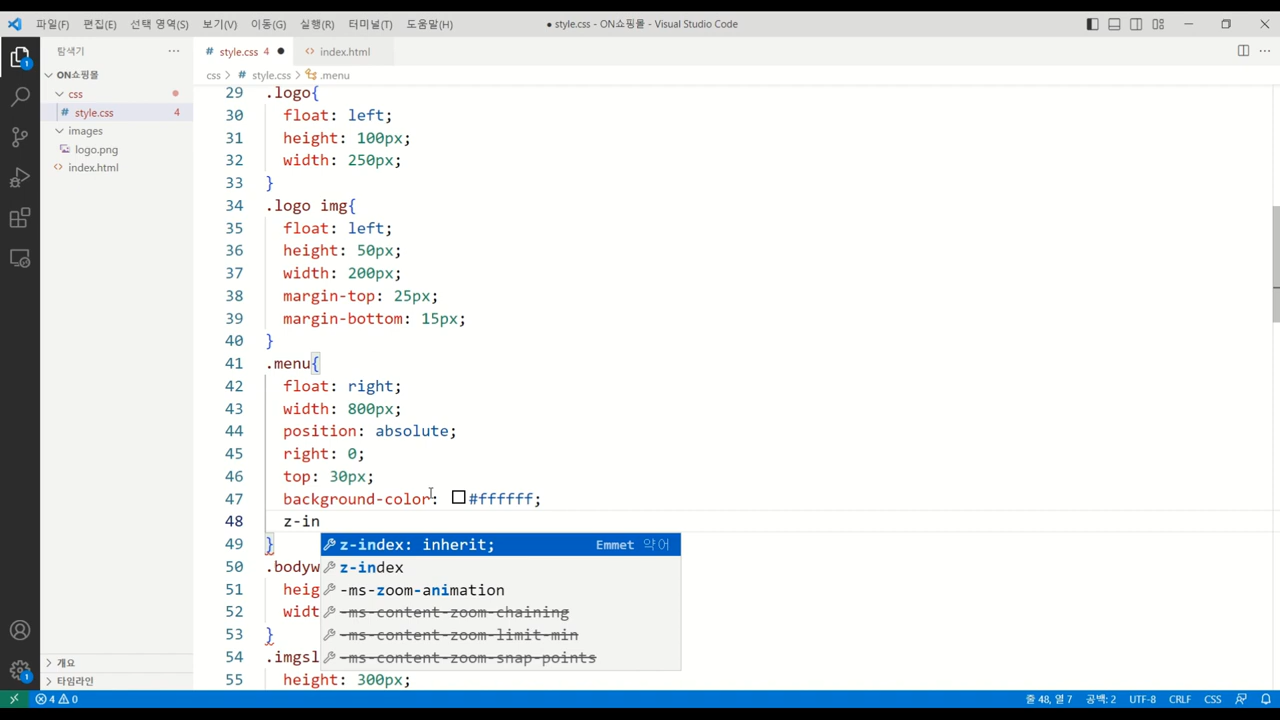 파일(F) 편집(E) 선택 영역(S) 보기(V) 이동(G) 실행(R) 터미널(T) 도움말(H) ● style.css - ON쇼핑몰 - Visual Studio Code
탐색기 ···
# style.css 4 ●
<> index.html
css > # style.css > .menu
ON쇼핑몰
css
# style.css 4
images
logo.png
<> index.html
29 .logo{
30 float: left;
31 height: 100px;
32 width: 250px;
33 }
34 .logo img{
35 float: left;
36 height: 50px;
37 width: 200px;
38 margin-top: 25px;
39 margin-bottom: 15px;
40 }
41 .menu{
42 float: right;
43 width: 800px;
44 position: absolute;
45 right: 0;
46 top: 30px;
47 background-color: #ffffff;
48 z-in
49 }
50 .bodyw
51 heig
52 widt
53 }
54 .imgsl
55 height: 300px;
z-index: inherit; Emmet 약어
z-index
-ms-zoom-animation
-ms-content-zoom-chaining
-ms-content-zoom-limit-min
-ms-content-zoom-snap-points
개요
타임라인
1
1
4 0 줄 48, 열 7 공백: 2 UTF-8 CRLF CSS